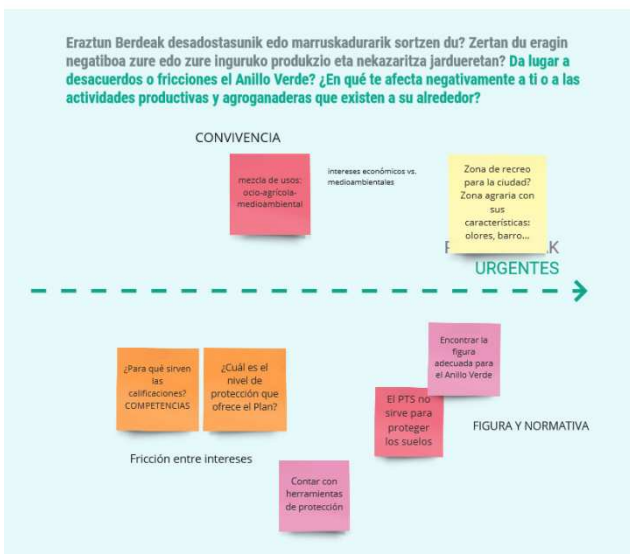 Eraztun Berdeak desadostasunik edo marruskadurarik sortzen du? Zertan du eragin
negatiboa zure edo zure inguruko produkzio eta nekazaritza jardueretan? Da lugar a
desacuerdos o fricciones el Anillo Verde? ¿En qué te afecta negativamente a ti o a las
actividades productivas y agroganaderas que existen a su alrededor?
CONVIVENCIA
mezcla de usos:
ocio-agrícola-
medioambiental
intereses económicos vs.
medioambientales
Zona de recreo
para la ciudad?
Zona agraria con
sus
características:
olores, barro...
URGENTES
¿Para qué sirven
las
calificaciones?
COMPETENCIAS
¿Cuál es el
nivel de
protección que
ofrece el Plan?
Fricción entre intereses
Contar con
herramientas
de protección
El PTS no
sirve para
proteger
los suelos
Encontrar la
figura
adecuada para
el Anillo Verde
FIGURA Y NORMATIVA